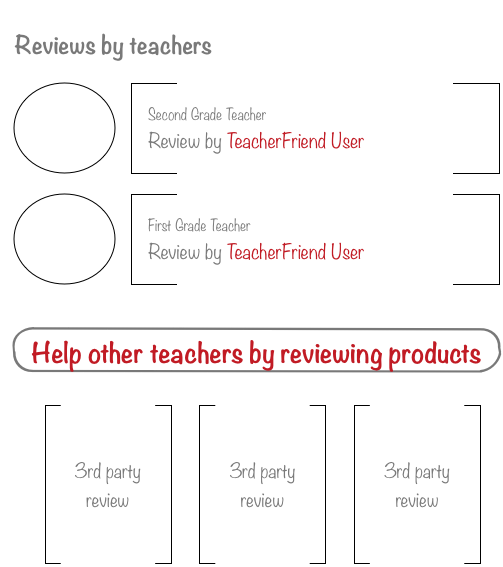 Reviews by teachers
Second Grade Teacher
Review by TeacherFriend User
First Grade Teacher
Review by TeacherFriend User
Help other teachers by reviewing products
3rd party
review
3rd party
review
3rd party
review